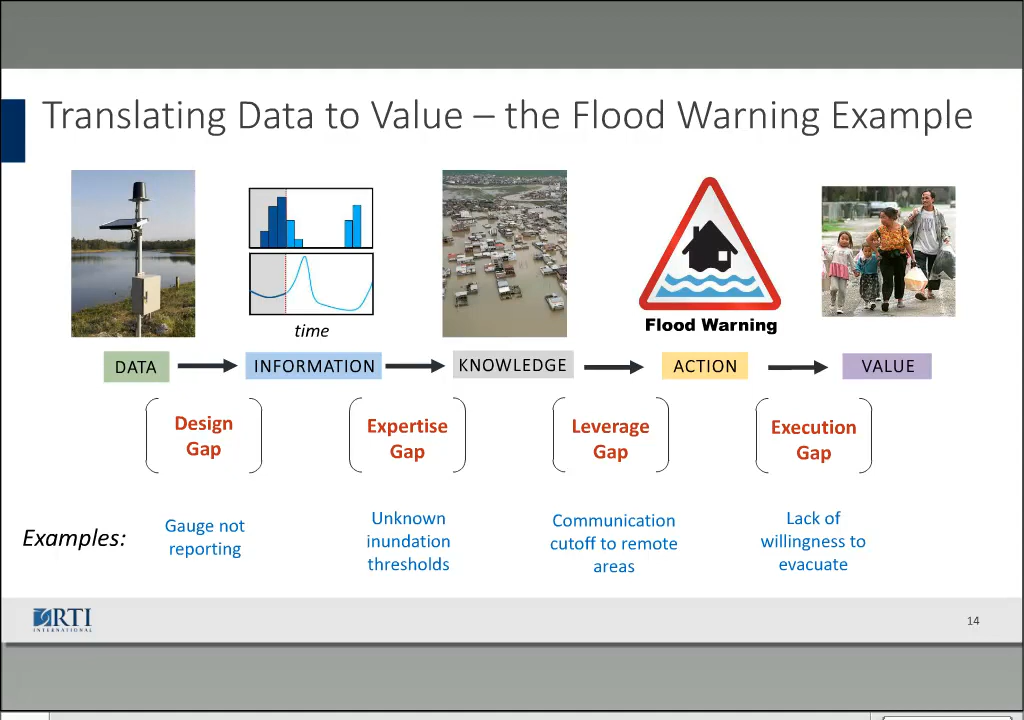 Translating Data to Value – the Flood Warning Example
time
Flood Warning
DATA
INFORMATION
KNOWLEDGE
ACTION
VALUE
Design
Gap
Expertise
Gap
Leverage
Gap
Execution
Gap
Examples:
Gauge not
reporting
Unknown
inundation
thresholds
Communication
cutoff to remote
areas
Lack of
willingness to
evacuate
RTI
INTERNATIONAL
14